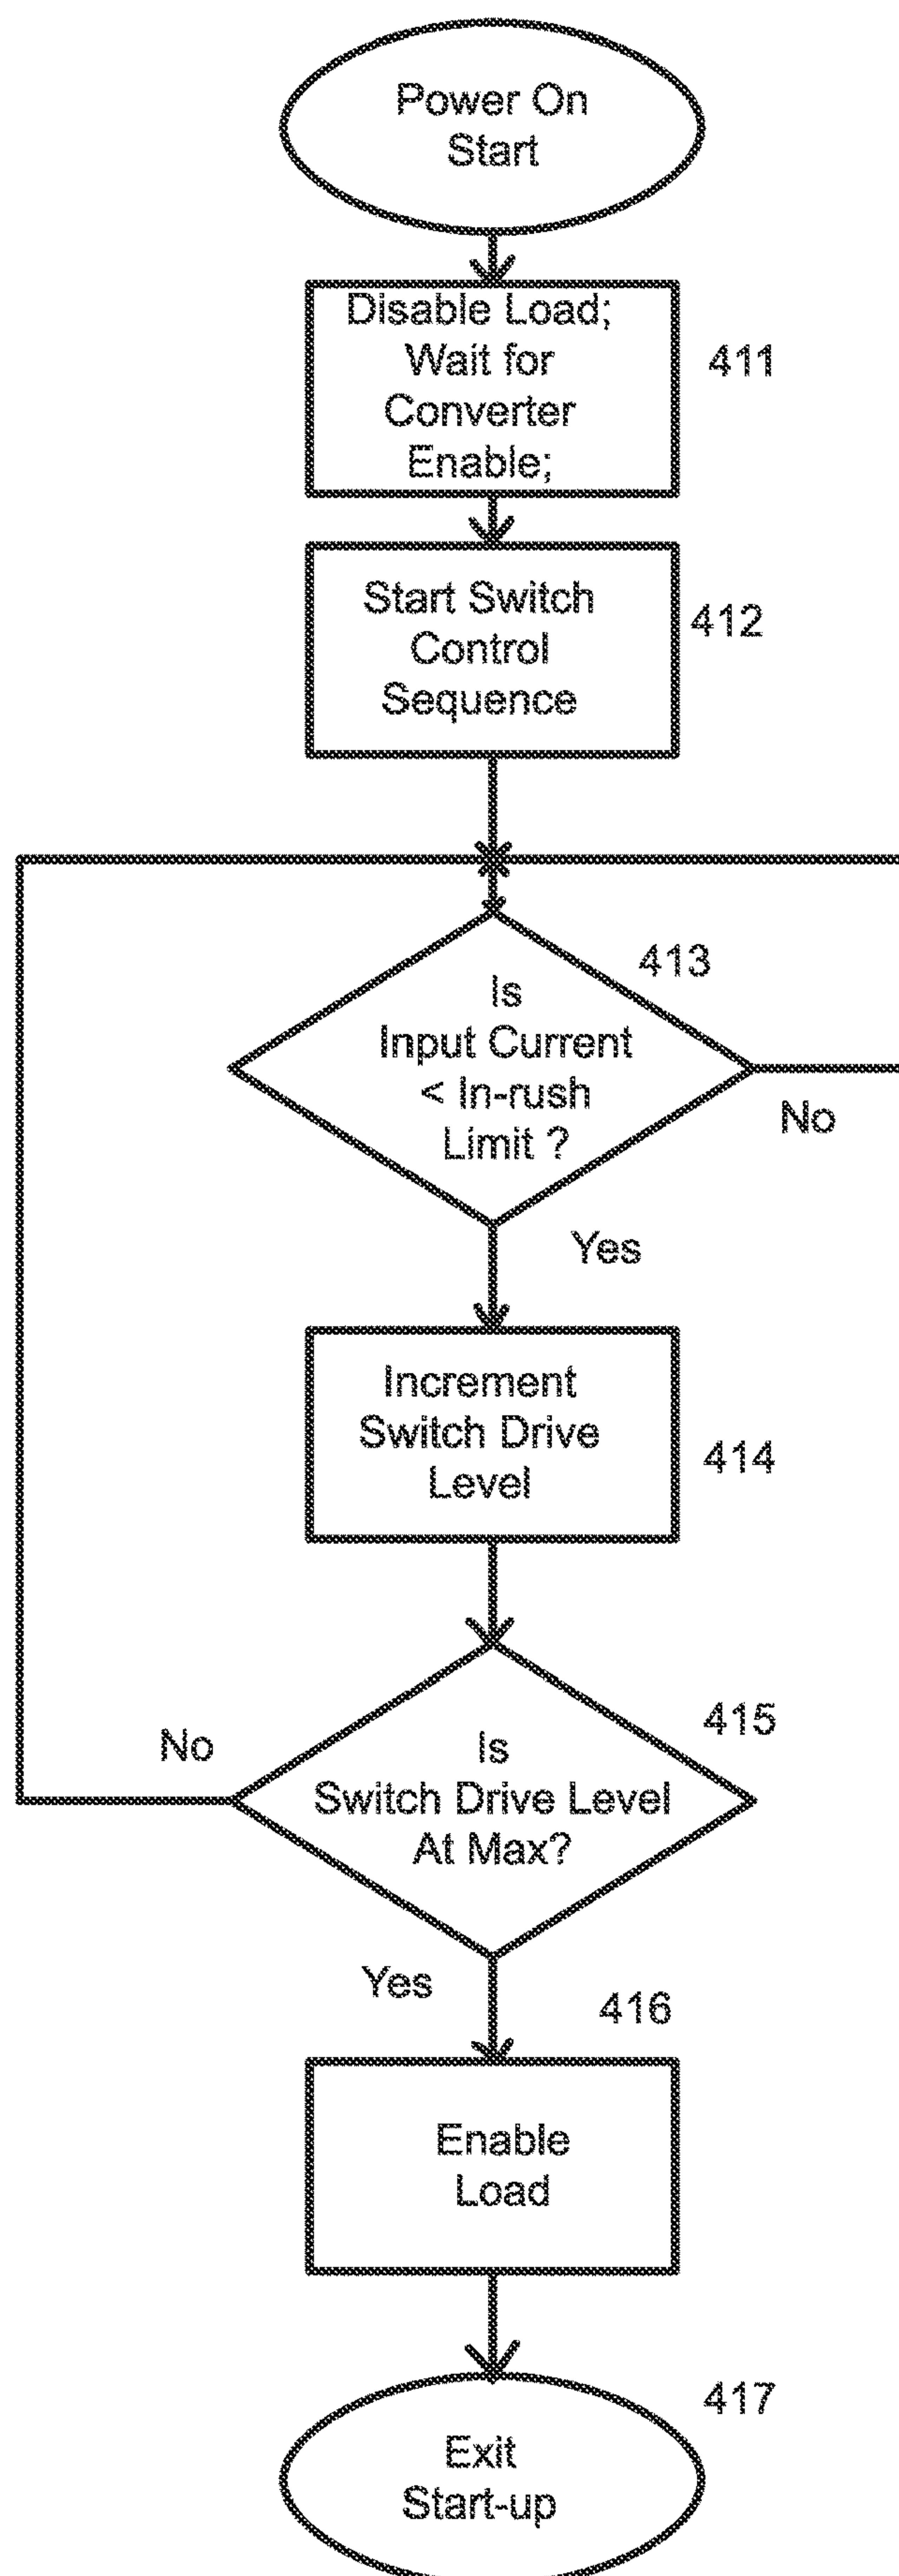 Power On
Start
Disable Load;
Wait for
Converter
Enable;
411
Start Switch
Control
Sequence
412
413
Is
Input Current
< In-rush
Limit ?
No
Yes
Increment
Switch Drive
Level
414
415
No
Is
Switch Drive Level
At Max?
Yes
416
Enable
Load
417
Exit
Start-up